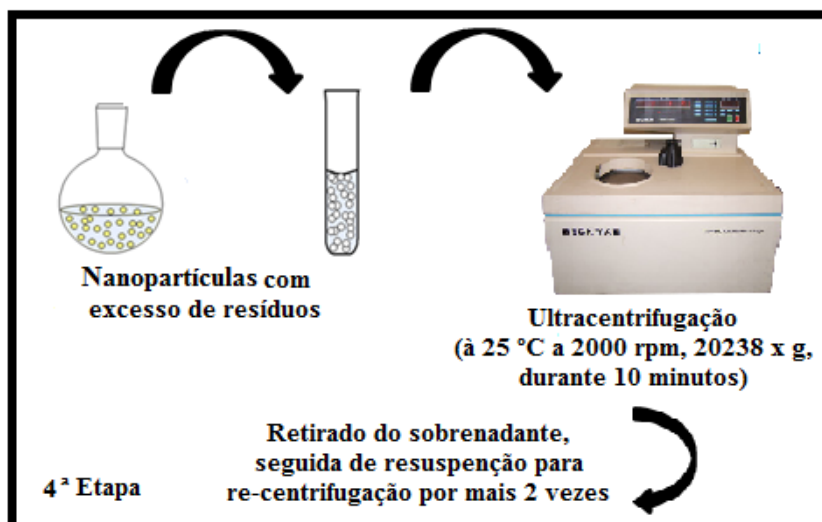 Nanopartículas com
excesso de resíduos
Ultracentrifugação
(à 25 °C a 2000 rpm, 20238 x g,
durante 10 minutos)
Retirado do sobrenadante,
seguida de resuspenção para
re-centrifugação por mais 2 vezes
4ª Etapa